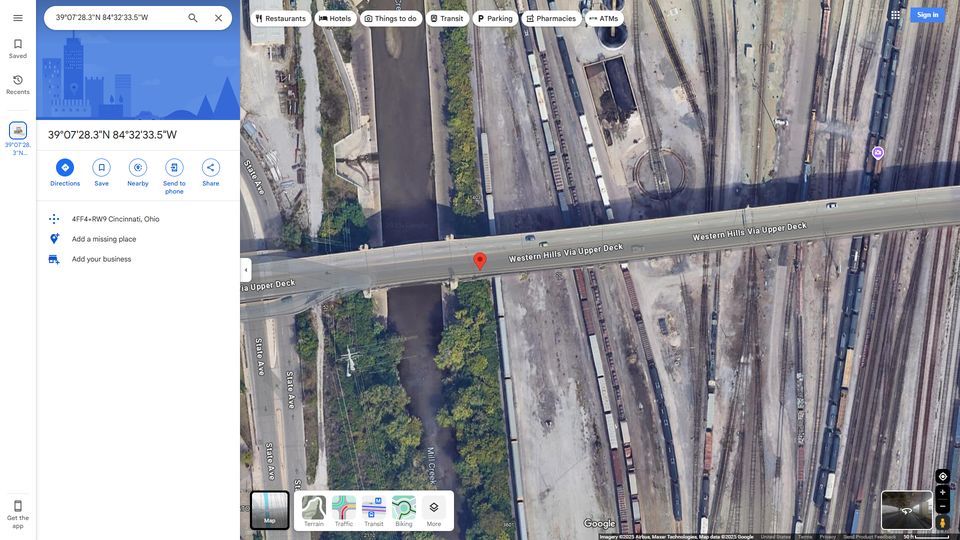 39°07'28.3"N 84°32'33.5"W
Restaurants
Hotels
Things to do
Transit
Parking
Pharmacies
ATMs
Sign in
Saved
Recents
39°07'28.
3"N...
39°07'28.3"N 84°32'33.5"W
Directions
Save
Nearby
Send to
phone
Share
4FF4+RW9 Cincinnati, Ohio
Add a missing place
Add your business
State Ave
Western Hills Via Upper Deck
Western Hills Via Upper Deck
via Upper Deck
State Ave
State Ave
State Ave
Mill Creek
Map
Terrain
Traffic
Transit
Biking
More
Get the
app
Google
Imagery ©2025 Airbus, Maxar Technologies, Map data ©2025 Google
United States
Terms
Privacy
Send Product Feedback
50 ft